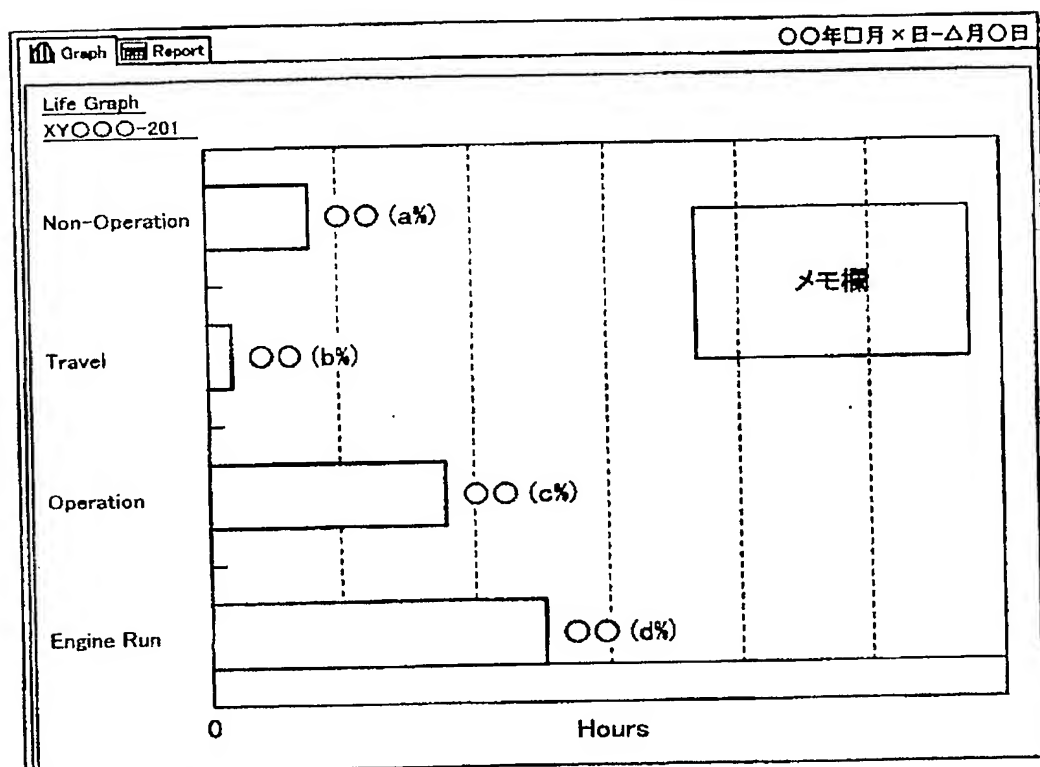 Graph Report ○○年□月×日-△月○日
Life Graph
XY○○○-201
Non-Operation ○○ (a%)
メモ欄
Travel ○○ (b%)
Operation ○○ (c%)
Engine Run ○○ (d%)
0 Hours